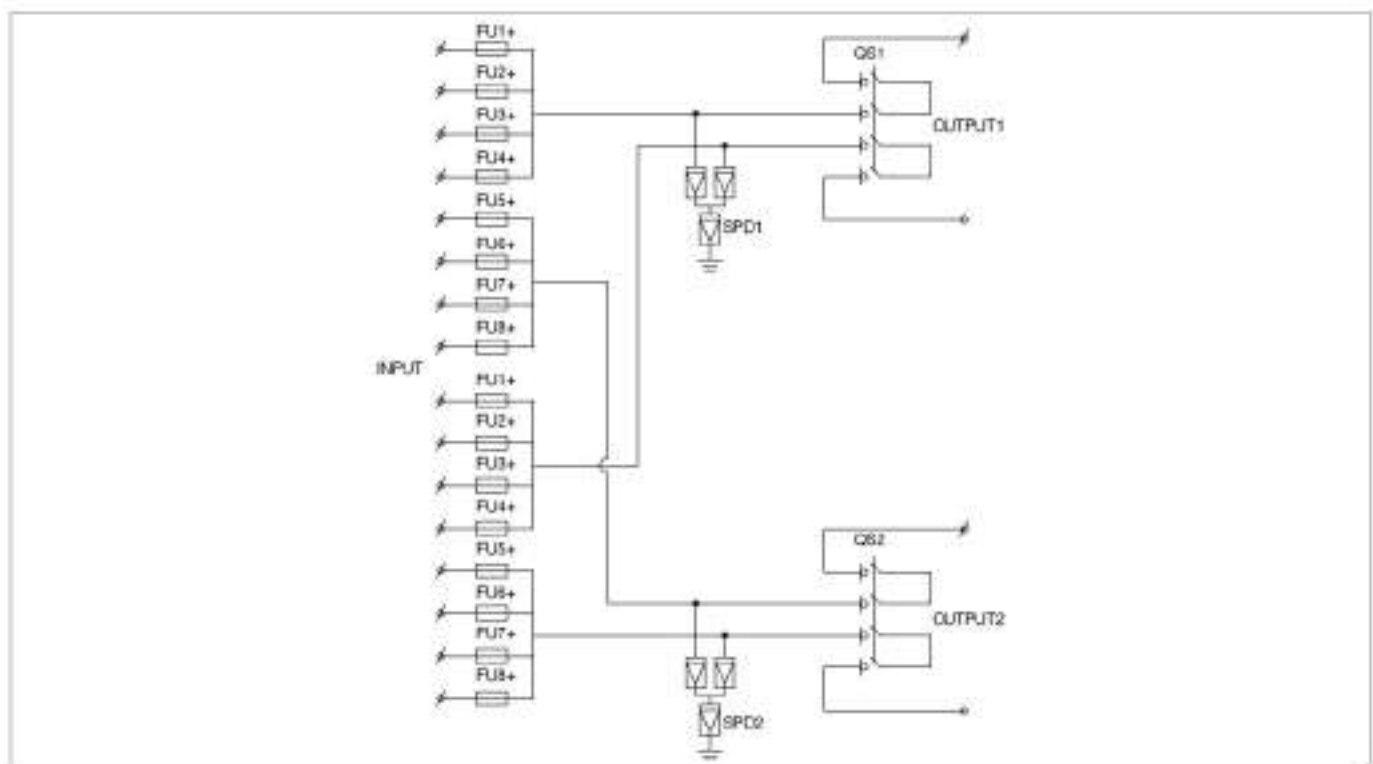 FU1+
FU2+
FU3+
FU4+
FU5+
FU6+
FU7+
FU8+
INPUT
FU1+
FU2+
FU3+
FU4+
FU5+
FU6+
FU7+
FU8+
SPD1
QS1
OUTPUT1
SPD2
QS2
OUTPUT2